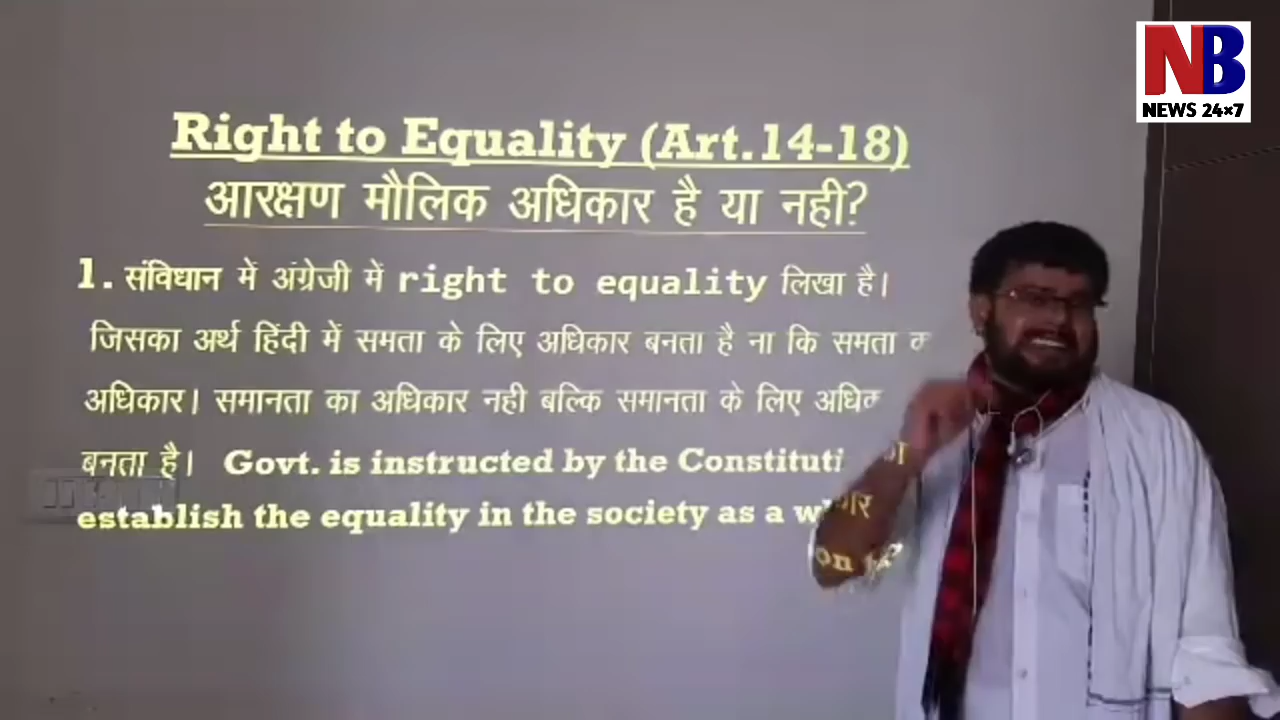 NB
NEWS 24×7
Right to Equality (Art.14-18)
आरक्षण मौलिक अधिकार है या नही?
1. संविधान में अंग्रेजी में right to equality लिखा है।
जिसका अर्थ हिंदी में समता के लिए अधिकार बनता है ना कि समता
अधिकार। समानता का अधिकार नही बल्कि समानता के लिए
बनता है। Govt. is instructed by the
establish the equality in the society as a